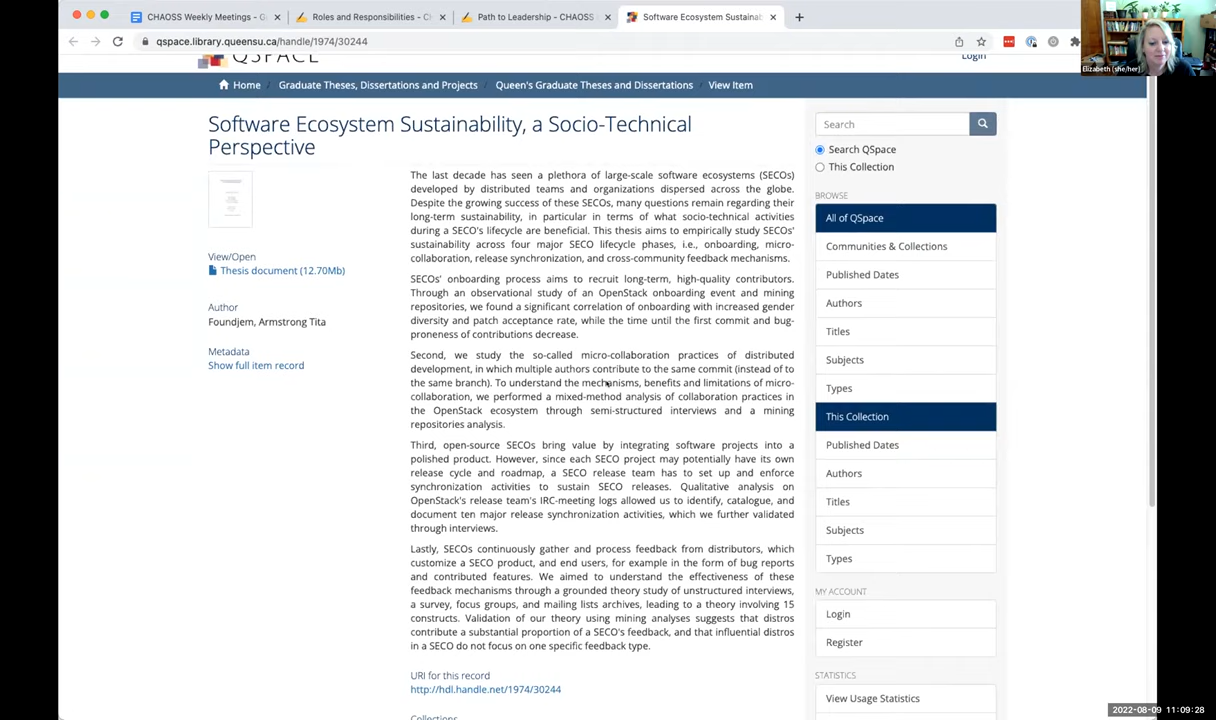 CHAOSS Weekly Meetings - G
Roles and Responsibilities - C
Path to Leadership - CHAOSS
Software Ecosystem Sustainab
qspace.library.queensu.ca/handle/1974/30244
Elizabeth (she/her)
QSPACE
Login
Home / Graduate Theses, Dissertations and Projects / Queen's Graduate Theses and Dissertations / View Item
Software Ecosystem Sustainability, a Socio-Technical
Perspective
View/Open
Thesis document (12.70Mb)
Author
Foundjem, Armstrong Tita
Metadata
Show full item record
The last decade has seen a plethora of large-scale software ecosystems (SECOs)
developed by distributed teams and organizations dispersed across the globe.
Despite the growing success of these SECOs, many questions remain regarding their
long-term sustainability, in particular in terms of what socio-technical activities
during a SECO's lifecycle are beneficial. This thesis aims to empirically study SECOs'
sustainability across four major SECO lifecycle phases, i.e., onboarding, micro-
collaboration, release synchronization, and cross-community feedback mechanisms.
SECOs' onboarding process aims to recruit long-term, high-quality contributors.
Through an observational study of an OpenStack onboarding event and mining
repositories, we found a significant correlation of onboarding with increased gender
diversity and patch acceptance rate, while the time until the first commit and bug-
proneness of contributions decrease.
Second, we study the so-called micro-collaboration practices of distributed
development, in which multiple authors contribute to the same commit (instead of to
the same branch). To understand the mechanisms, benefits and limitations of micro-
collaboration, we performed a mixed-method analysis of collaboration practices in
the OpenStack ecosystem through semi-structured interviews and a mining
repositories analysis.
Third, open-source SECOs bring value by integrating software projects into a
polished product. However, since each SECO project may potentially have its own
release cycle and roadmap, a SECO release team has to set up and enforce
synchronization activities to sustain SECO releases. Qualitative analysis on
OpenStack's release team's IRC-meeting logs allowed us to identify, catalogue, and
document ten major release synchronization activities, which we further validated
through interviews.
Lastly, SECOs continuously gather and process feedback from distributors, which
customize a SECO product, and end users, for example in the form of bug reports
and contributed features. We aimed to understand the effectiveness of these
feedback mechanisms through a grounded theory study of unstructured interviews,
a survey, focus groups, and mailing lists archives, leading to a theory involving 15
constructs. Validation of our theory using mining analyses suggests that distros
contribute a substantial proportion of a SECO's feedback, and that influential distros
in a SECO do not focus on one specific feedback type.
URI for this record
http://hdl.handle.net/1974/30244
Collections
Search
Search QSpace
This Collection
BROWSE
All of QSpace
Communities & Collections
Published Dates
Authors
Titles
Subjects
Types
This Collection
Published Dates
Authors
Titles
Subjects
Types
MY ACCOUNT
Login
Register
STATISTICS
View Usage Statistics
2022-08-09 11:09:28